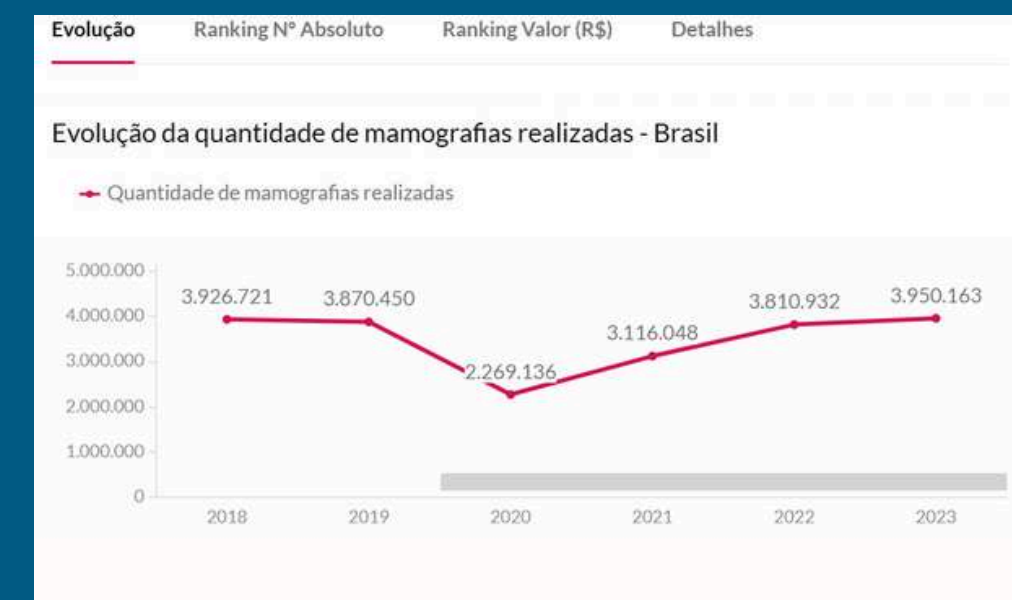 Evolução Ranking Nº Absoluto Ranking Valor (R$) Detalhes
Evolução da quantidade de mamografias realizadas - Brasil
Quantidade de mamografias realizadas
5.000.000
4.000.000
3.000.000
2.000.000
1.000.000
0
3.926.721 3.870.450 2.269.136 3.116.048 3.810.932 3.950.163
2018 2019 2020 2021 2022 2023